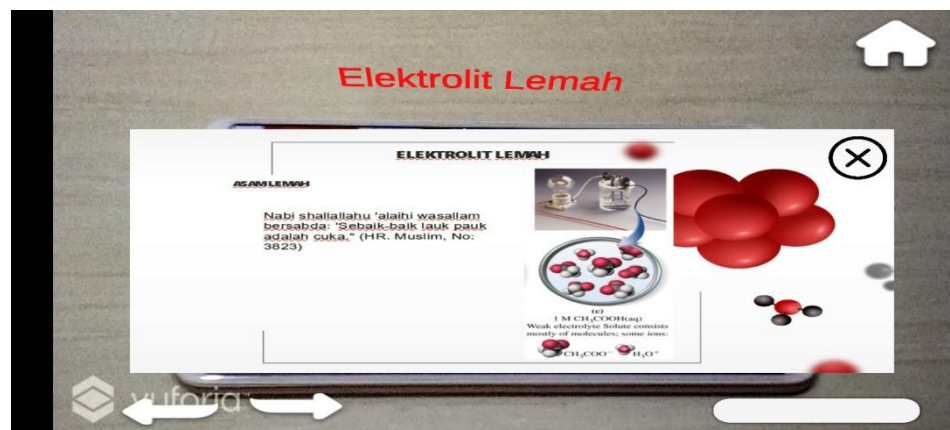 Elektrolit Lemah
ELEKTROLIT LEMAH
ASAM LEMAH
Nabi shallallahu 'alaihi wasallam
bersabda: 'Sebaik-baik lauk pauk
adalah cuka." (HR. Muslim, No:
3823)
(c)
1 M CH₃COOH(aq)
Weak electrolyte Solute consists
mostly of molecules; some ions:
CH₃COO⁻ H₃O⁺
vuforia